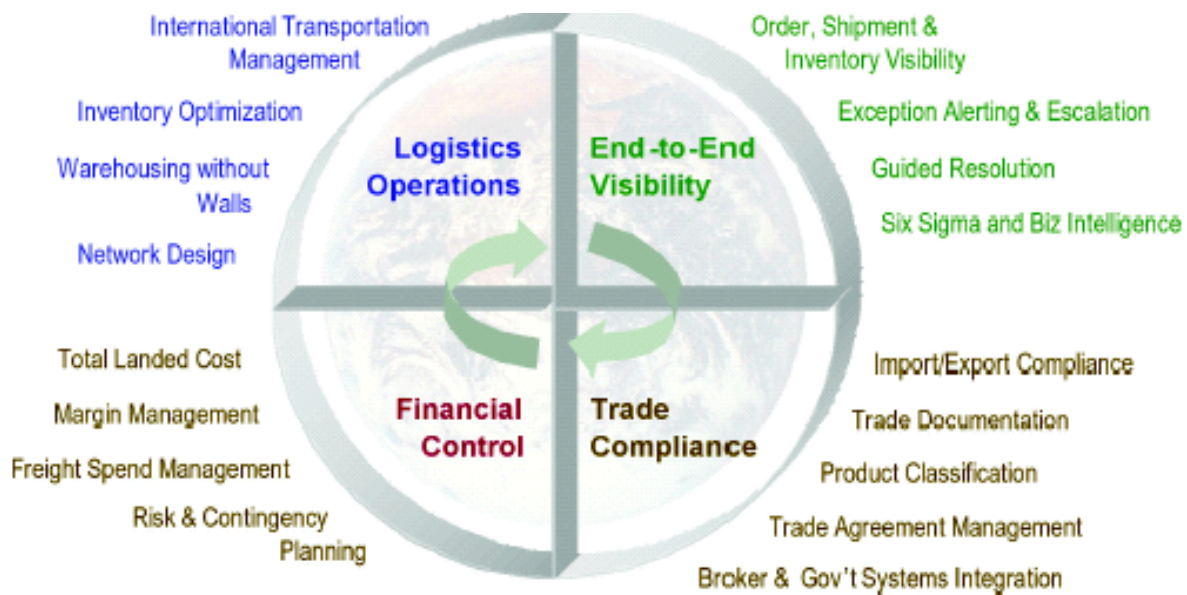 International Transportation
Management
Inventory Optimization
Warehousing without
Walls
Network Design
Logistics
Operations
End-to-End
Visibility
Order, Shipment &
Inventory Visibility
Exception Alerting & Escalation
Guided Resolution
Six Sigma and Biz Intelligence
Total Landed Cost
Margin Management
Freight Spend Management
Risk & Contingency
Planning
Financial
Control
Trade
Compliance
Import/Export Compliance
Trade Documentation
Product Classification
Trade Agreement Management
Broker & Gov't Systems Integration